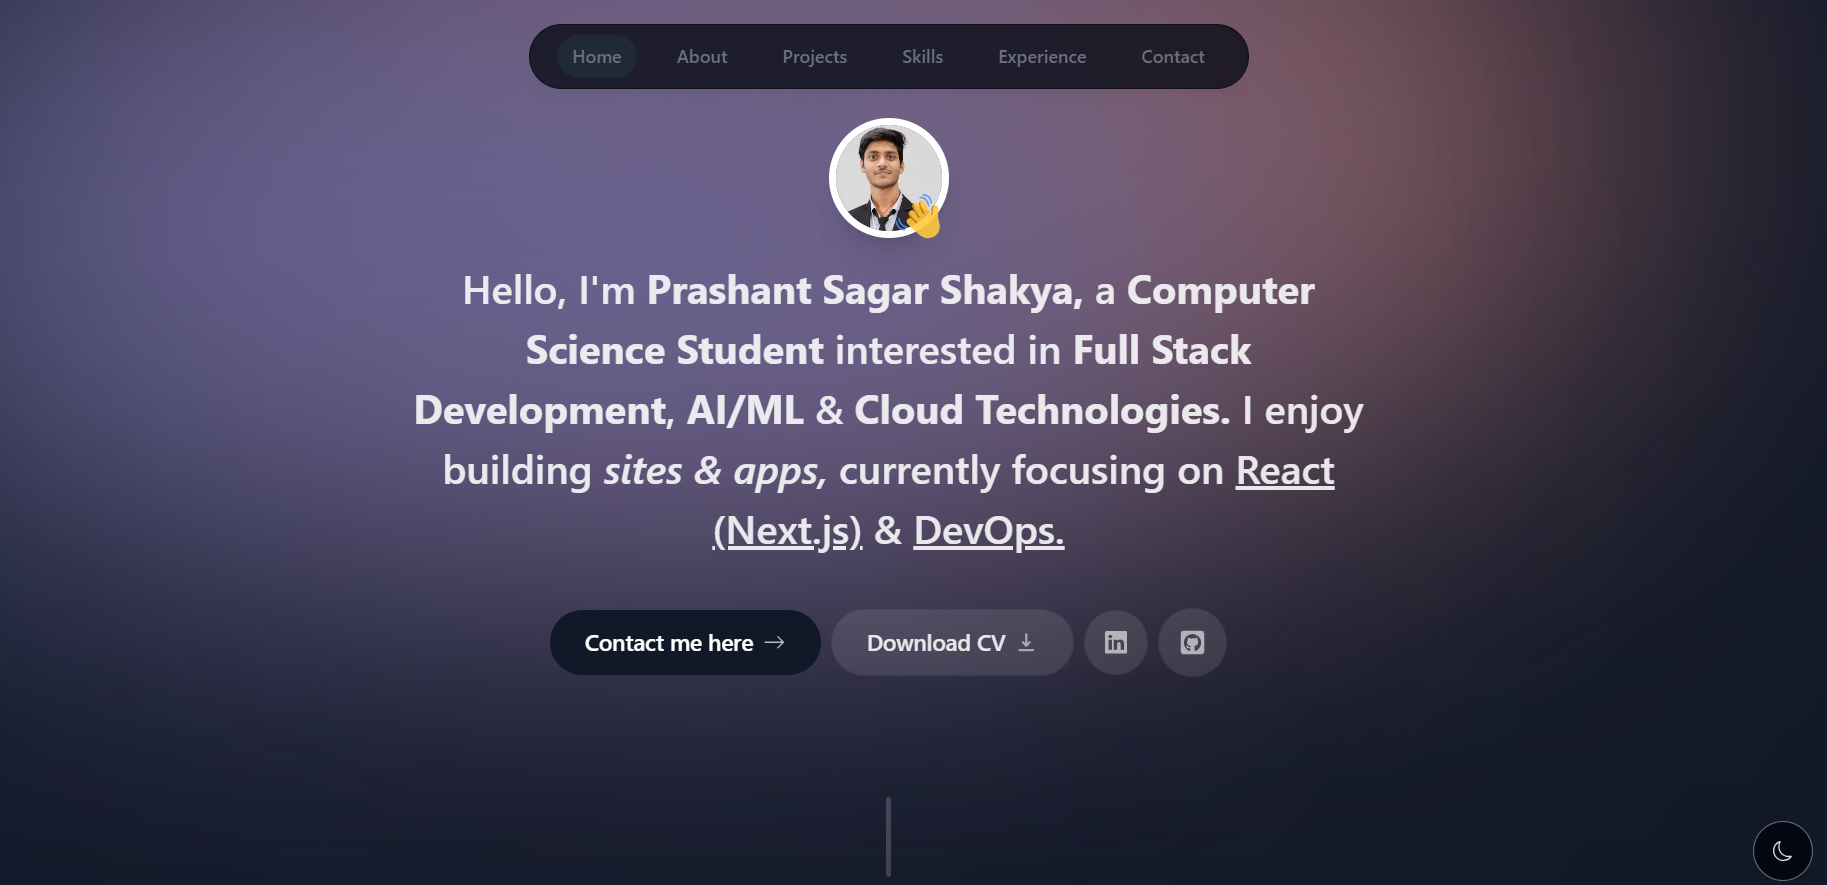 Home About Projects Skills Experience Contact
Hello, I'm Prashant Sagar Shakya, a Computer
Science Student interested in Full Stack
Development, AI/ML & Cloud Technologies. I enjoy
building sites & apps, currently focusing on React
(Next.js) & DevOps.
Contact me here Download CV in